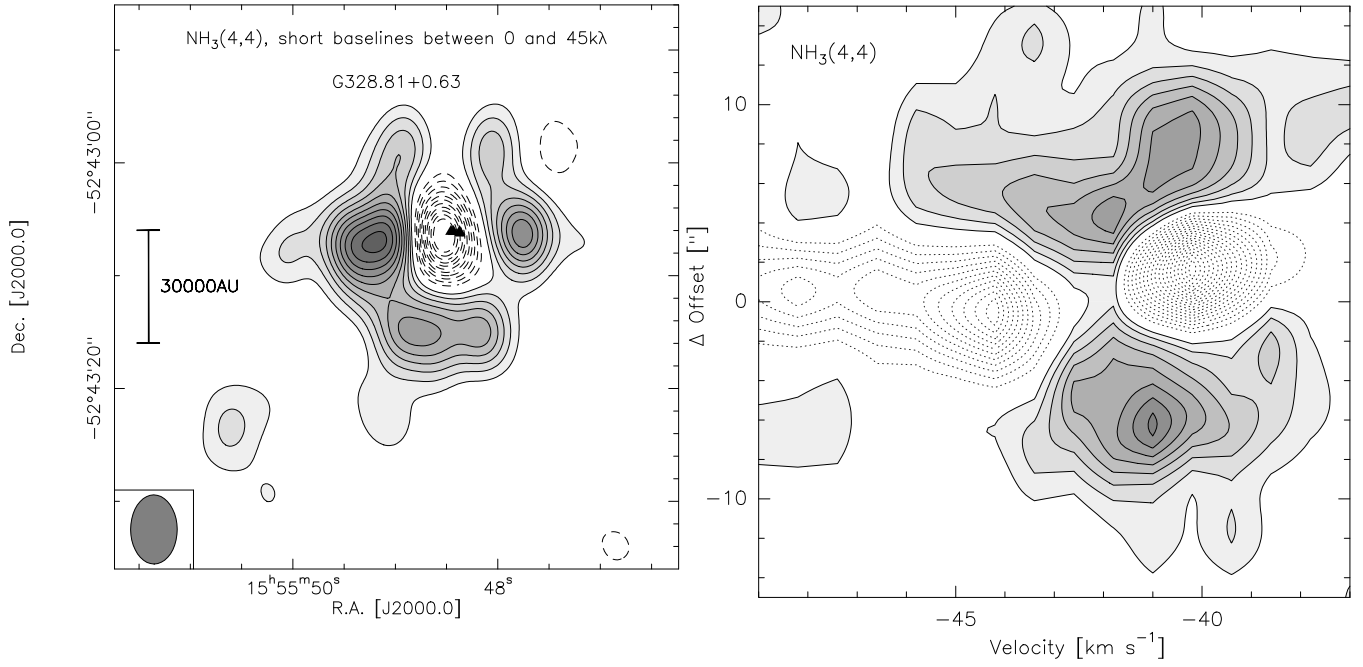 NH₃(4,4), short baselines between 0 and 45kλ
G328.81+0.63
−52°43'00"
−52°43'20"
Dec. [J2000.0]
30000AU
15ʰ55ᵐ50ˢ
48ˢ
R.A. [J2000.0]
NH₃(4,4)
10
0
−10
Δ Offset ["]
−45
−40
Velocity [km s⁻¹]